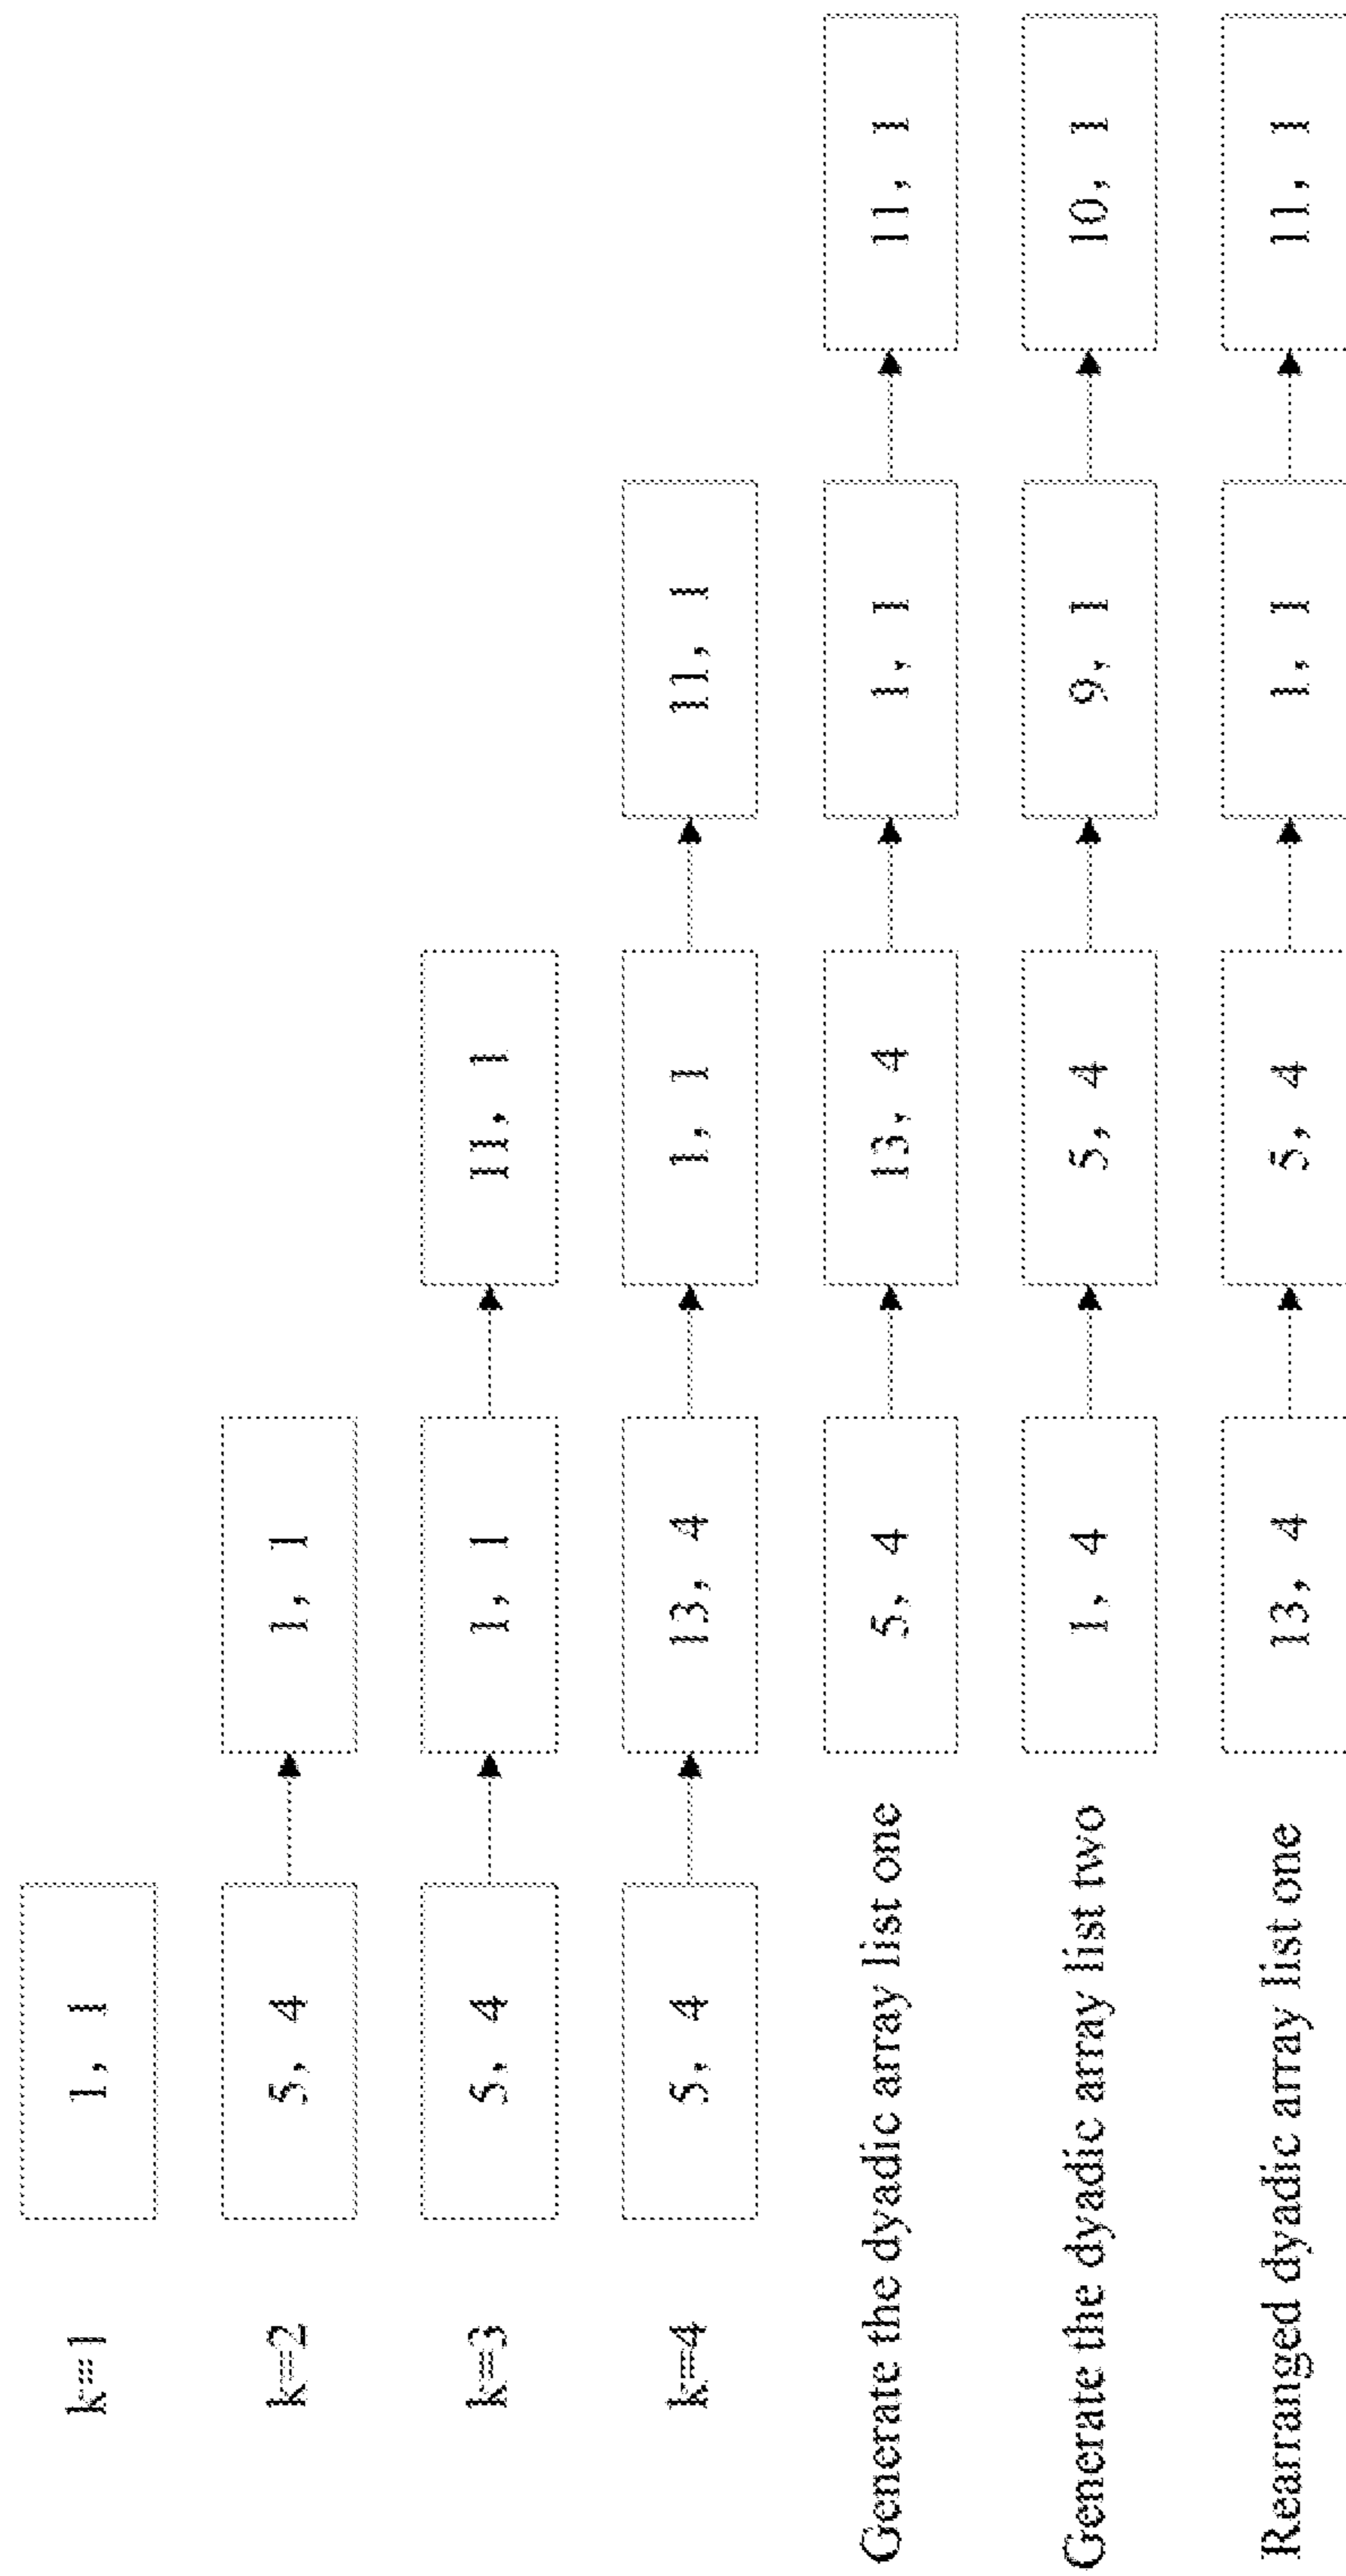 k=1 1, 1
k=2 5, 4 1, 1
k=3 5, 4 1, 1 11, 1
k=4 5, 4 13, 4 1, 1 11, 1
Generate the dyadic array list one 5, 4 13, 4 1, 1 11, 1
Generate the dyadic array list two 1, 4 5, 4 9, 1 10, 1
Rearranged dyadic array list one 13, 4 5, 4 1, 1 11, 1